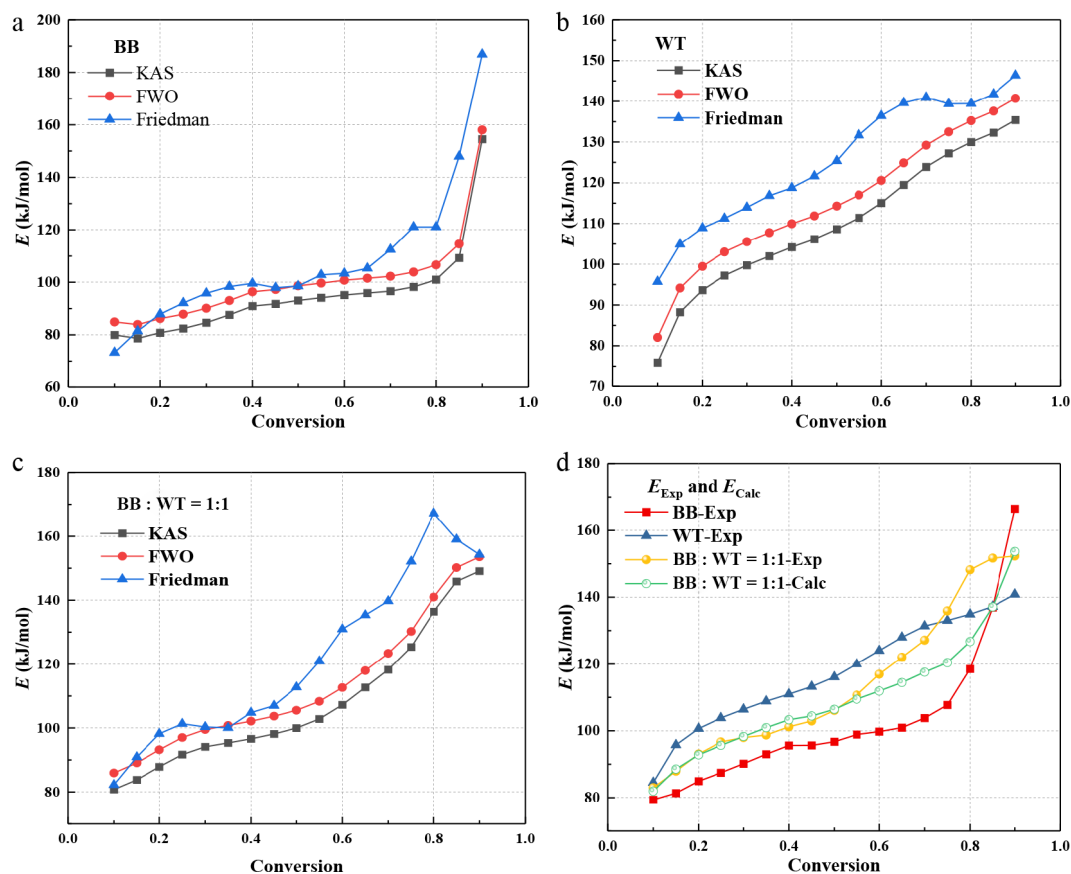 a
BB
KAS
FWO
Friedman
200
180
160
140
120
100
80
60
E (kJ/mol)
0.0 0.2 0.4 0.6 0.8 1.0
Conversion
b
WT
KAS
FWO
Friedman
160
150
140
130
120
110
100
90
80
70
E (kJ/mol)
0.0 0.2 0.4 0.6 0.8 1.0
Conversion
c
BB : WT = 1:1
KAS
FWO
Friedman
180
160
140
120
100
80
E (kJ/mol)
0.0 0.2 0.4 0.6 0.8 1.0
Conversion
d
EExp and ECalc
BB-Exp
WT-Exp
BB : WT = 1:1-Exp
BB : WT = 1:1-Calc
180
160
140
120
100
80
E (kJ/mol)
0.0 0.2 0.4 0.6 0.8 1.0
Conversion